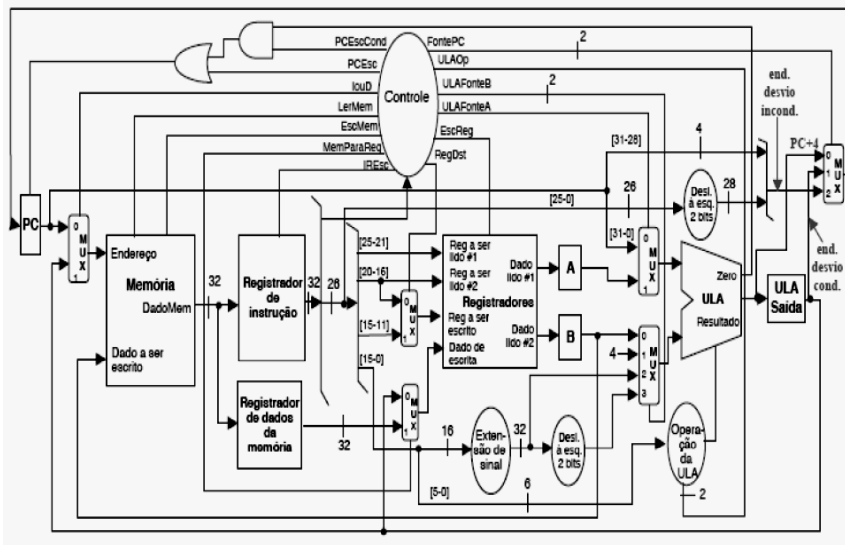 PCEscCond
FontePC
2
PCEsc
ULAOp
IouD
ULAFonteB
2
Controle
LerMem
ULAFonteA
EscMem
EscReg
MemParaReg
RegDst
IREsc
end.
desvio
incond.
[31-28]
4
PC+4
0
1
2
M
U
X
[25-0]
26
Desl.
à esq.
2 bits
28
PC
0
M
U
X
1
Endereço
Memória
DadoMem
Dado a ser
escrito
32
Registrador
de
instrução
32
26
[25-21]
[20-16]
[15-11]
[15-0]
0
M
U
X
1
Reg a ser
lido #1
Reg a ser
lido #2
Registradores
Reg a ser
escrito
Dado de
escrita
Dado
lido #1
Dado
lido #2
A
B
[31-0]
0
M
U
X
1
4
0
1
2
3
M
U
X
Zero
ULA
Resultado
ULA
Saída
end.
desvio
cond.
Registrador
de dados
da
memória
32
0
M
U
X
1
16
Exten-
são de
sinal
32
Desl.
à esq.
2 bits
Opera-
ção da
ULA
[5-0]
6
2